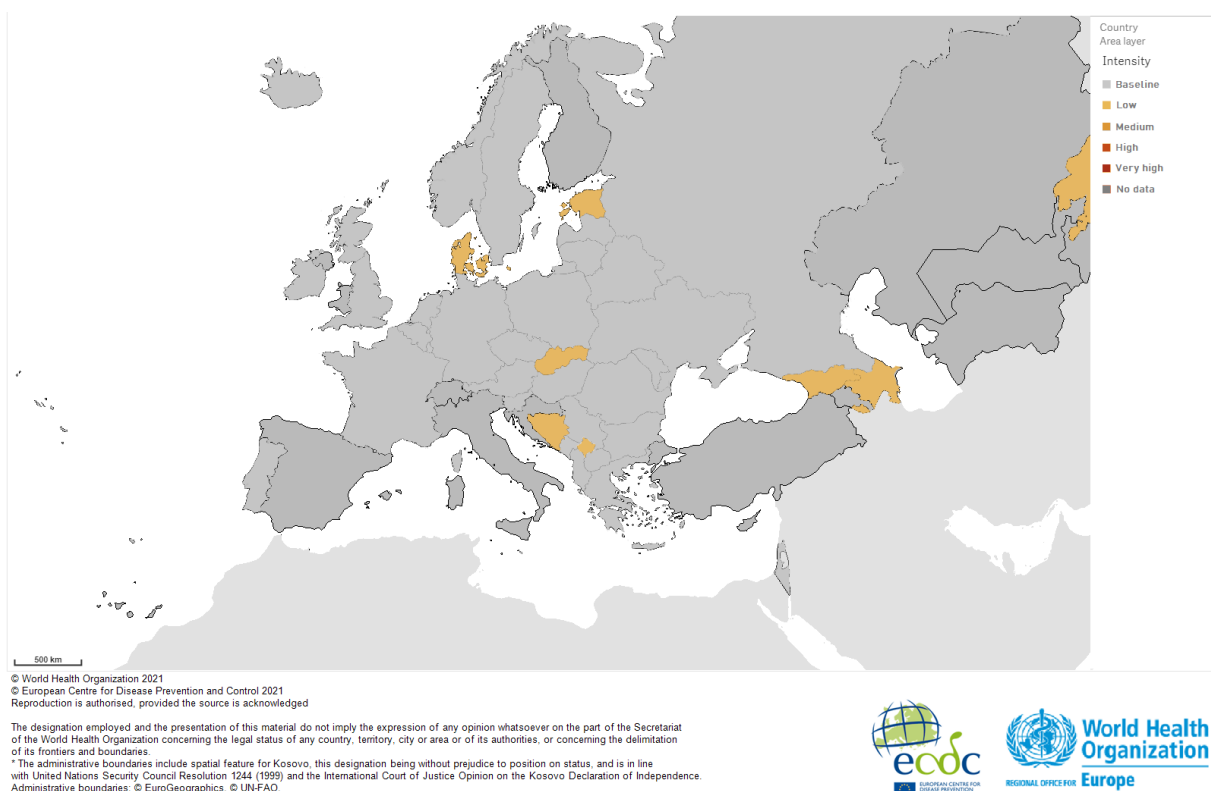 Country
Area layer
Intensity
Baseline
Low
Medium
High
Very high
No data
500 km
© World Health Organization 2021
© European Centre for Disease Prevention and Control 2021
Reproduction is authorised, provided the source is acknowledged
The designation employed and the presentation of this material do not imply the expression of any opinion whatsoever on the part of the Secretariat
of the World Health Organization concerning the legal status of any country, territory, city or area or of its authorities, or concerning the delimitation
of its frontiers and boundaries.
* The administrative boundaries include spatial feature for Kosovo, this designation being without prejudice to position on status, and is in line
with United Nations Security Council Resolution 1244 (1999) and the International Court of Justice Opinion on the Kosovo Declaration of Independence.
Administrative boundaries: © EuroGeographics, © UN-FAO.
ecdc
EUROPEAN CENTRE FOR
DISEASE PREVENTION
World Health
Organization
REGIONAL OFFICE FOR Europe